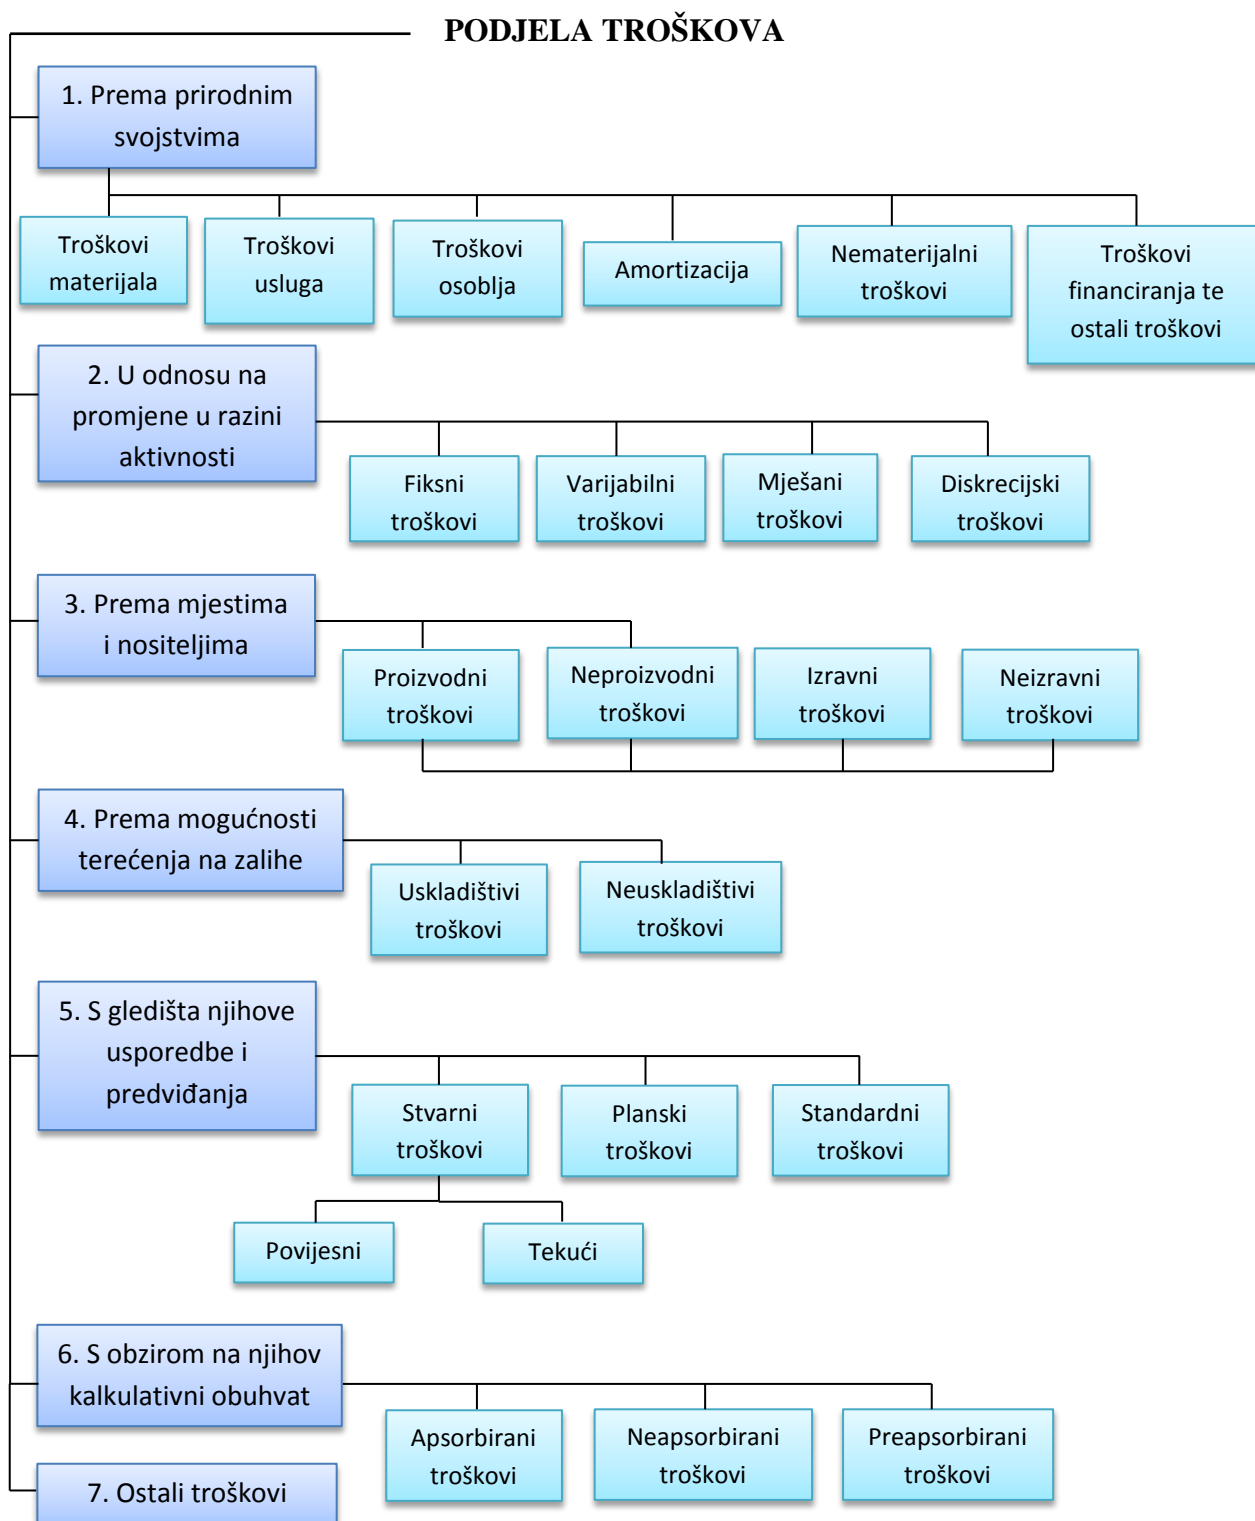 PODJELA TROŠKOVA
1. Prema prirodnim
svojstvima
Troškovi
materijala
Troškovi
usluga
Troškovi
osoblja
Amortizacija
Nematerijalni
troškovi
Troškovi
financiranja te
ostali troškovi
2. U odnosu na
promjene u razini
aktivnosti
Fiksni
troškovi
Varijabilni
troškovi
Mješani
troškovi
Diskrecijski
troškovi
3. Prema mjestima
i nositeljima
Proizvodni
troškovi
Neproizvodni
troškovi
Izravni
troškovi
Neizravni
troškovi
4. Prema mogućnosti
terećenja na zalihe
Uskladištivi
troškovi
Neuskladištivi
troškovi
5. S gledišta njihove
usporedbe i
predviđanja
Stvarni
troškovi
Planski
troškovi
Standardni
troškovi
Povijesni
Tekući
6. S obzirom na njihov
kalkulativni obuhvat
Apsorbirani
troškovi
Neapsorbirani
troškovi
Preapsorbirani
troškovi
7. Ostali troškovi